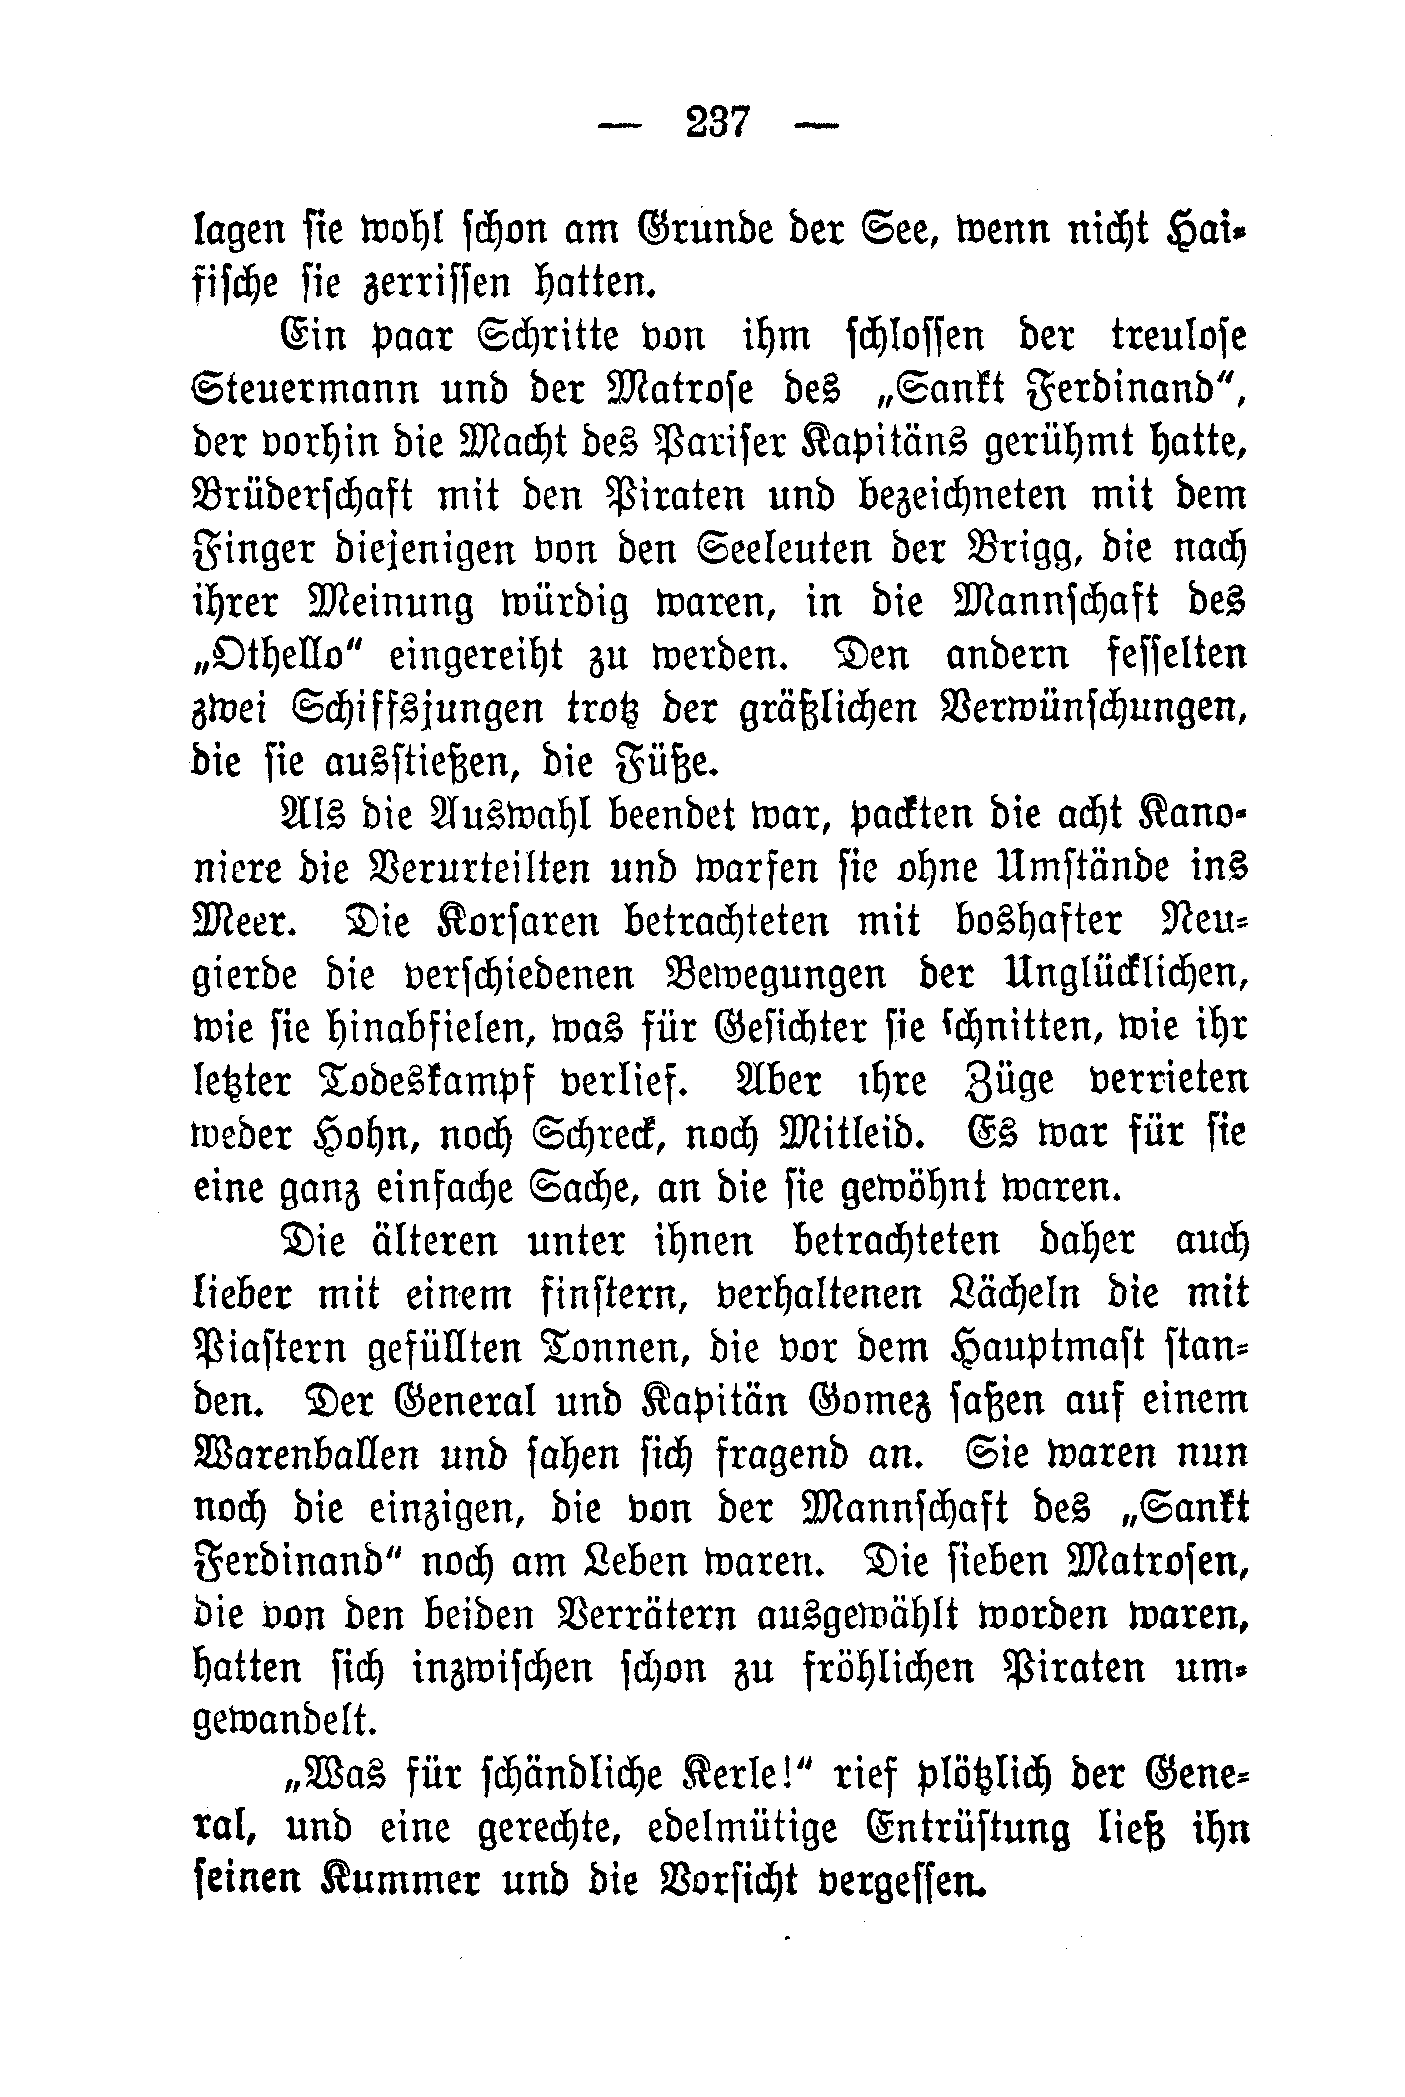 — 237 —
lagen ſie wohl ſchon am Grunde der See, wenn nicht Hai-
fiſche ſie zerriſſen hatten.
Ein paar Schritte von ihm ſchloſſen der treuloſe
Steuermann und der Matroſe des „Sankt Ferdinand“,
der vorhin die Macht des Pariſer Kapitäns gerühmt hatte,
Brüderſchaft mit den Piraten und bezeichneten mit dem
Finger diejenigen von den Seeleuten der Brigg, die nach
ihrer Meinung würdig waren, in die Mannſchaft des
„Othello“ eingereiht zu werden. Den andern feſſelten
zwei Schiffsjungen trotz der gräßlichen Verwünſchungen,
die ſie ausſtießen, die Füße.
Als die Auswahl beendet war, packten die acht Kano-
niere die Verurteilten und warfen ſie ohne Umſtände ins
Meer. Die Korſaren betrachteten mit boshafter Neu-
gierde die verſchiedenen Bewegungen der Unglücklichen,
wie ſie hinabfielen, was für Geſichter ſie ſchnitten, wie ihr
letzter Todeskampf verlief. Aber ihre Züge verrieten
weder Hohn, noch Schreck, noch Mitleid. Es war für ſie
eine ganz einfache Sache, an die ſie gewöhnt waren.
Die älteren unter ihnen betrachteten daher auch
lieber mit einem finſtern, verhaltenen Lächeln die mit
Piaſtern gefüllten Tonnen, die vor dem Hauptmaſt ſtan-
den. Der General und Kapitän Gomez ſaßen auf einem
Warenballen und ſahen ſich fragend an. Sie waren nun
noch die einzigen, die von der Mannſchaft des „Sankt
Ferdinand“ noch am Leben waren. Die ſieben Matroſen,
die von den beiden Verrätern ausgewählt worden waren,
hatten ſich inzwiſchen ſchon zu fröhlichen Piraten um-
gewandelt.
„Was für ſchändliche Kerle!“ rief plötzlich der Gene-
ral, und eine gerechte, edelmütige Entrüſtung ließ ihn
ſeinen Kummer und die Vorſicht vergeſſen.